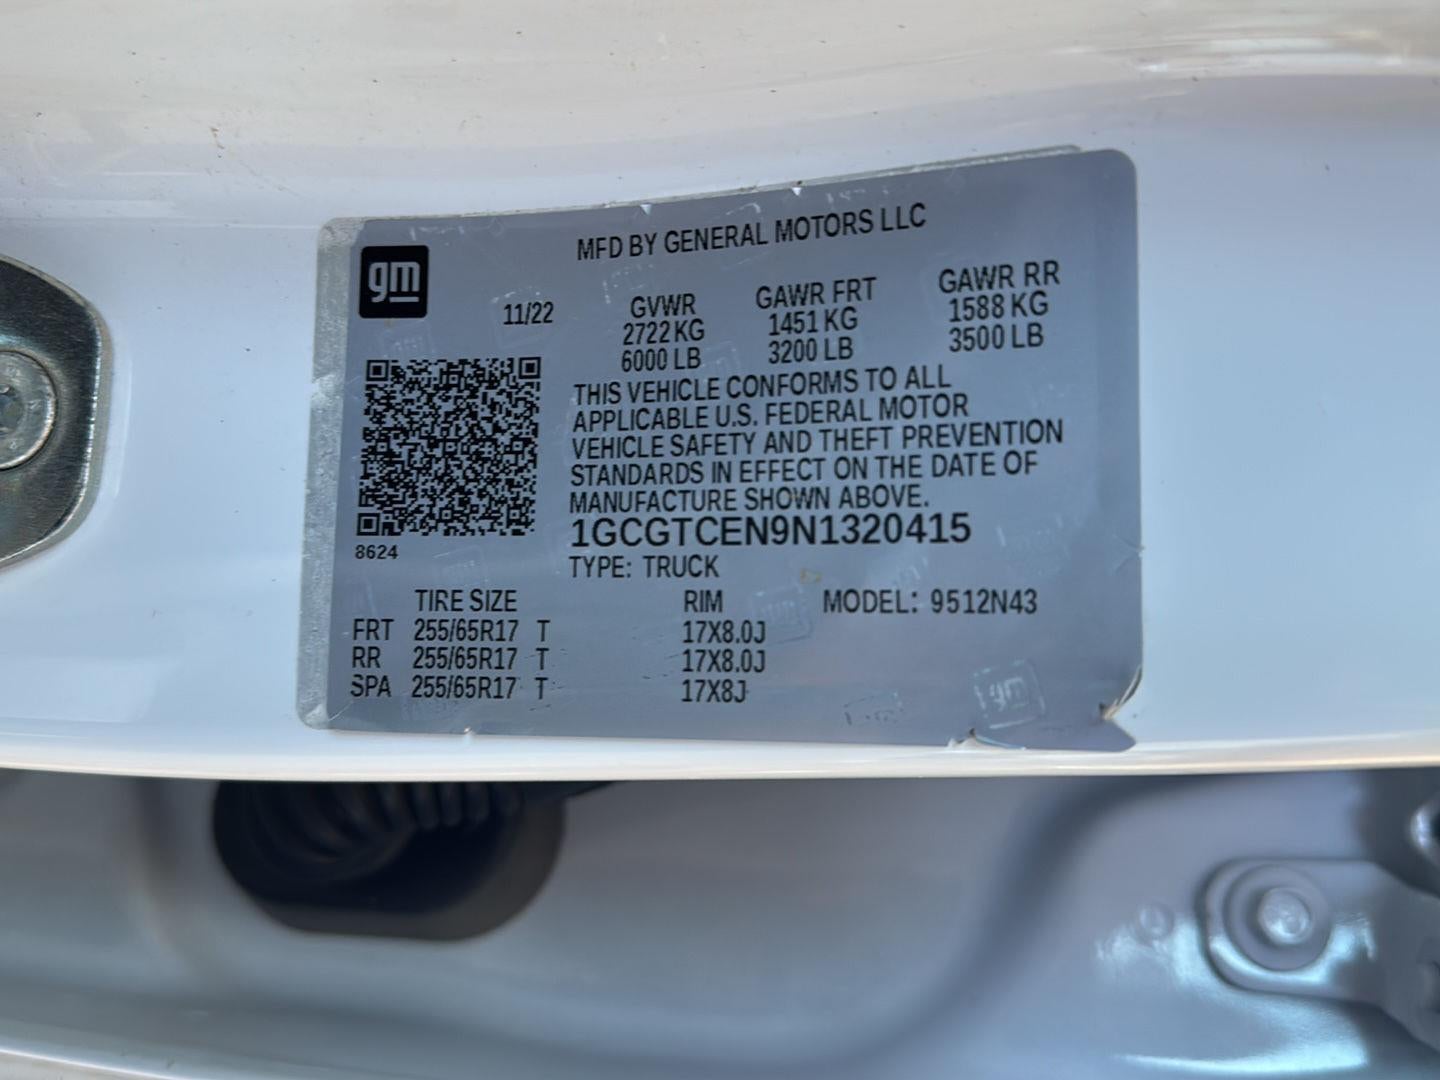 gm
MFD BY GENERAL MOTORS LLC
11/22
GVWR
2722 KG
6000 LB
GAWR FRT
1451 KG
3200 LB
GAWR RR
1588 KG
3500 LB
THIS VEHICLE CONFORMS TO ALL
APPLICABLE U.S. FEDERAL MOTOR
VEHICLE SAFETY AND THEFT PREVENTION
STANDARDS IN EFFECT ON THE DATE OF
MANUFACTURE SHOWN ABOVE.
8624
1GCGTCEN9N1320415
TYPE: TRUCK
TIRE SIZE RIM MODEL: 9512N43
FRT 255/65R17 T 17X8.0J
RR 255/65R17 T 17X8.0J
SPA 255/65R17 T 17X8J
gm